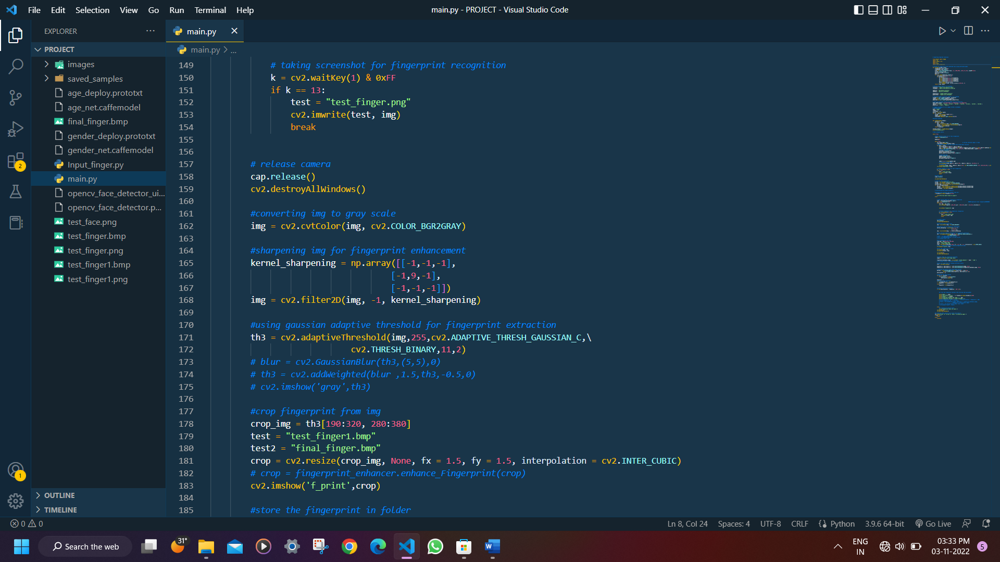 File Edit Selection View Go Run Terminal Help
main.py - PROJECT - Visual Studio Code
EXPLORER
PROJECT
images
saved_samples
age_deploy.prototxt
age_net.caffemodel
final_finger.bmp
gender_deploy.prototxt
gender_net.caffemodel
Input_finger.py
main.py
opencv_face_detector_ui...
opencv_face_detector.p...
test_face.png
test_finger.bmp
test_finger.png
test_finger1.bmp
test_finger1.png
OUTLINE
TIMELINE
2
1
main.py
main.py > ...
149 # taking screenshot for fingerprint recognition
150 k = cv2.waitKey(1) & 0xFF
151 if k == 13:
152 test = "test_finger.png"
153 cv2.imwrite(test, img)
154 break
155
156
157 # release camera
158 cap.release()
159 cv2.destroyAllWindows()
160
161 #converting img to gray scale
162 img = cv2.cvtColor(img, cv2.COLOR_BGR2GRAY)
163
164 #sharpening img for fingerprint enhancement
165 kernel_sharpening = np.array([[-1,-1,-1],
166 [-1,9,-1],
167 [-1,-1,-1]])
168 img = cv2.filter2D(img, -1, kernel_sharpening)
169
170 #using gaussian adaptive threshold for fingerprint extraction
171 th3 = cv2.adaptiveThreshold(img,255,cv2.ADAPTIVE_THRESH_GAUSSIAN_C,\
172 cv2.THRESH_BINARY,11,2)
173 # blur = cv2.GaussianBlur(th3,(5,5),0)
174 # th3 = cv2.addWeighted(blur ,1.5,th3,-0.5,0)
175 # cv2.imshow('gray',th3)
176
177 #crop fingerprint from img
178 crop_img = th3[190:320, 280:380]
179 test = "test_finger1.bmp"
180 test2 = "final_finger.bmp"
181 crop = cv2.resize(crop_img, None, fx = 1.5, fy = 1.5, interpolation = cv2.INTER_CUBIC)
182 # crop = fingerprint_enhancer.enhance_Fingerprint(crop)
183 cv2.imshow('f_print',crop)
184
185 #store the fingerprint in folder
0 0
Ln 8, Col 24 Spaces: 4 UTF-8 CRLF Python 3.9.6 64-bit Go Live
Search the web
31°
ENG
IN
03:33 PM
03-11-2022
5